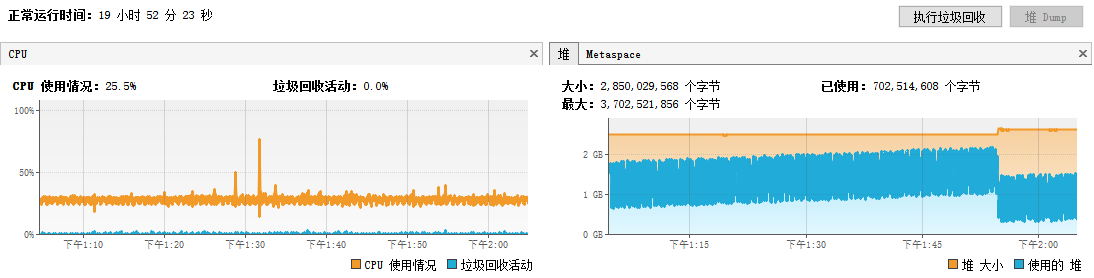 正常运行时间：19 小时 52 分 23 秒
执行垃圾回收
堆 Dump
CPU
CPU 使用情况：25.5%
垃圾回收活动：0.0%
100%
50%
0%
下午1:10
下午1:20
下午1:30
下午1:40
下午1:50
下午2:00
CPU 使用情况
垃圾回收活动
堆
Metaspace
大小：2,850,029,568 个字节
已使用：702,514,608 个字节
最大：3,702,521,856 个字节
2 GB
1 GB
0 GB
下午1:15
下午1:30
下午1:45
下午2:00
堆 大小
使用的 堆